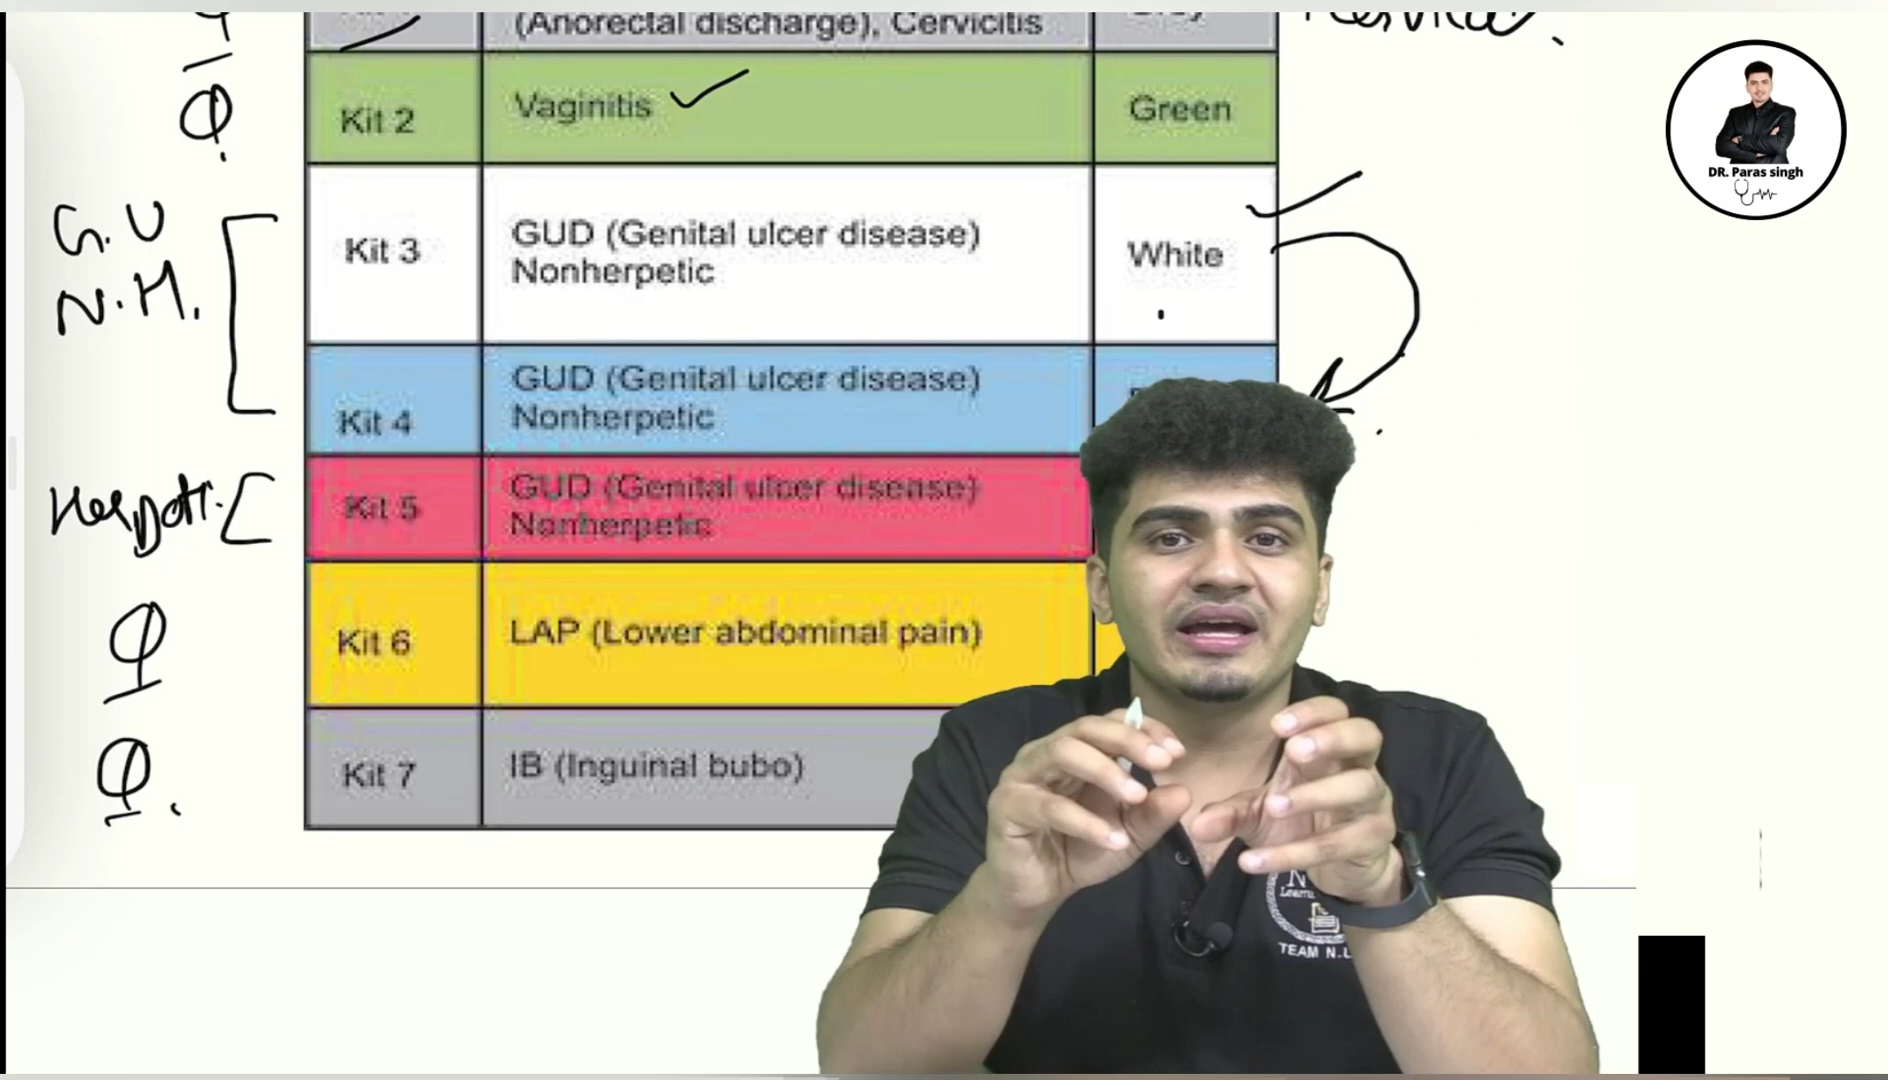 (Anorectal discharge), Cervicitis
Kit 2
Vaginitis
Green
DR. Paras singh
G.U
N.H.
Kit 3
GUD (Genital ulcer disease)
Nonherpetic
White
Kit 4
GUD (Genital ulcer disease)
Nonherpetic
Kit 5
GUD (Genital ulcer disease)
Nonherpetic
Kit 6
LAP (Lower abdominal pain)
Kit 7
IB (Inguinal bubo)
TEAM N.L